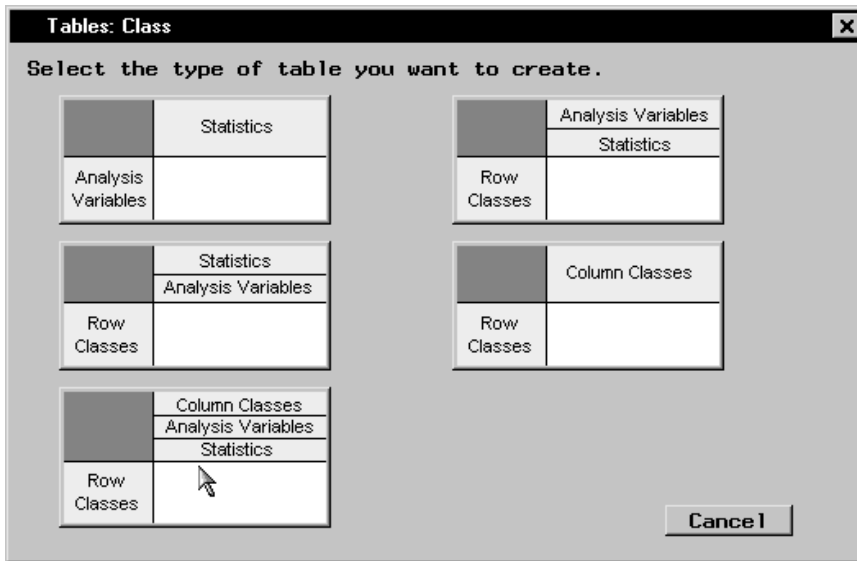 Tables: Class
Select the type of table you want to create.
Statistics
Analysis
Variables
Analysis Variables
Statistics
Row
Classes
Statistics
Analysis Variables
Row
Classes
Column Classes
Row
Classes
Column Classes
Analysis Variables
Statistics
Row
Classes
Cancel